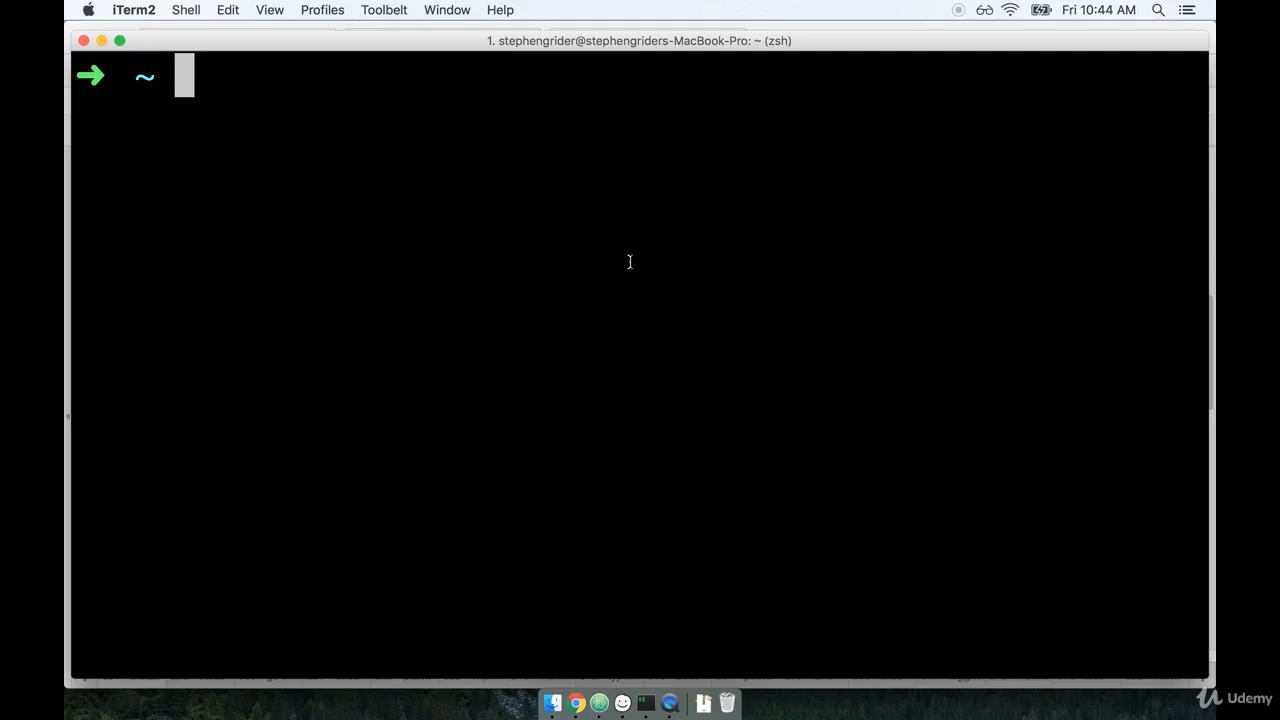 iTerm2 Shell Edit View Profiles Toolbelt Window Help Fri 10:44 AM
1. stephengrider@stephengriders-MacBook-Pro: ~ (zsh)
➜ ~
Udemy